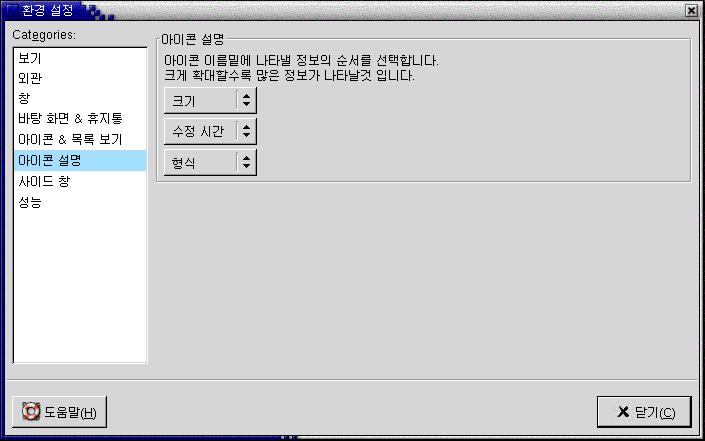 환경 설정
Categories:
보기
외관
창
바탕 화면 & 휴지통
아이콘 & 목록 보기
아이콘 설명
사이드 창
성능
아이콘 설명
아이콘 이름밑에 나타낼 정보의 순서를 선택합니다.
크게 확대할수록 많은 정보가 나타날것 입니다.
크기
수정 시간
형식
도움말(H)
닫기(C)